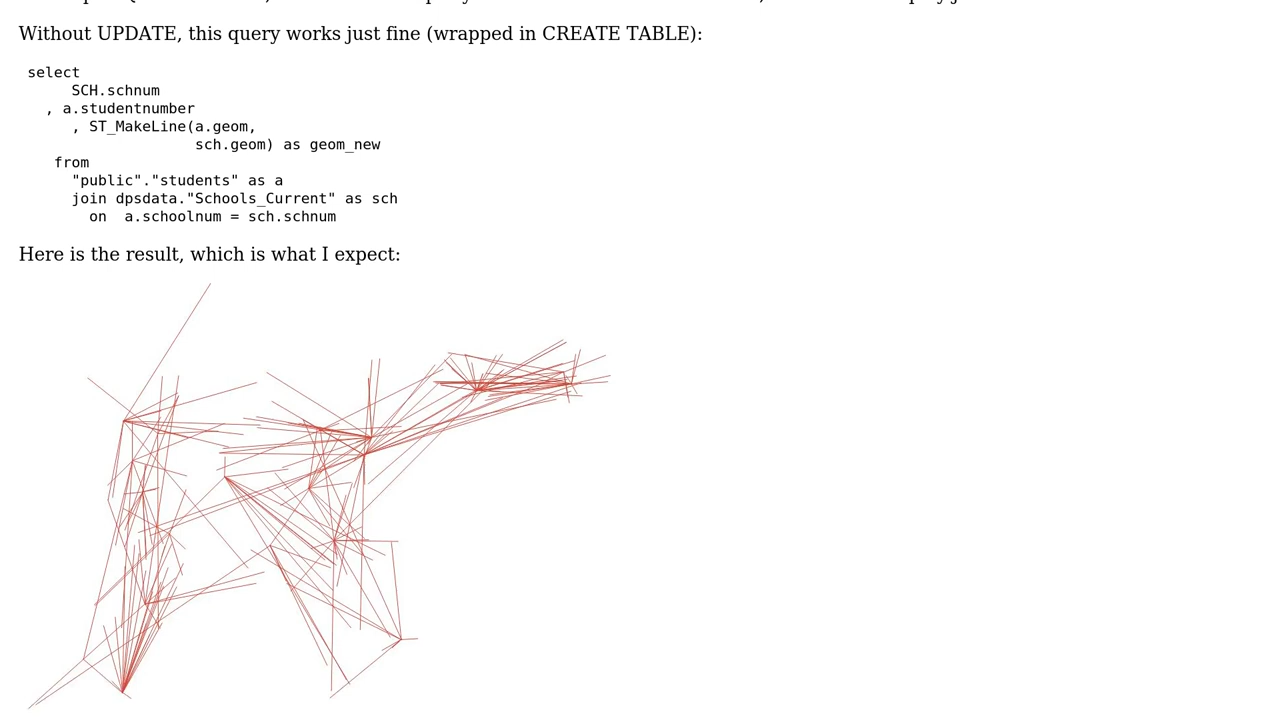 Without UPDATE, this query works just fine (wrapped in CREATE TABLE):
select
SCH.schnum
, a.studentnumber
, ST_MakeLine(a.geom,
sch.geom) as geom_new
from
"public"."students" as a
join dpsdata."Schools_Current" as sch
on  a.schoolnum = sch.schnum
Here is the result, which is what I expect: